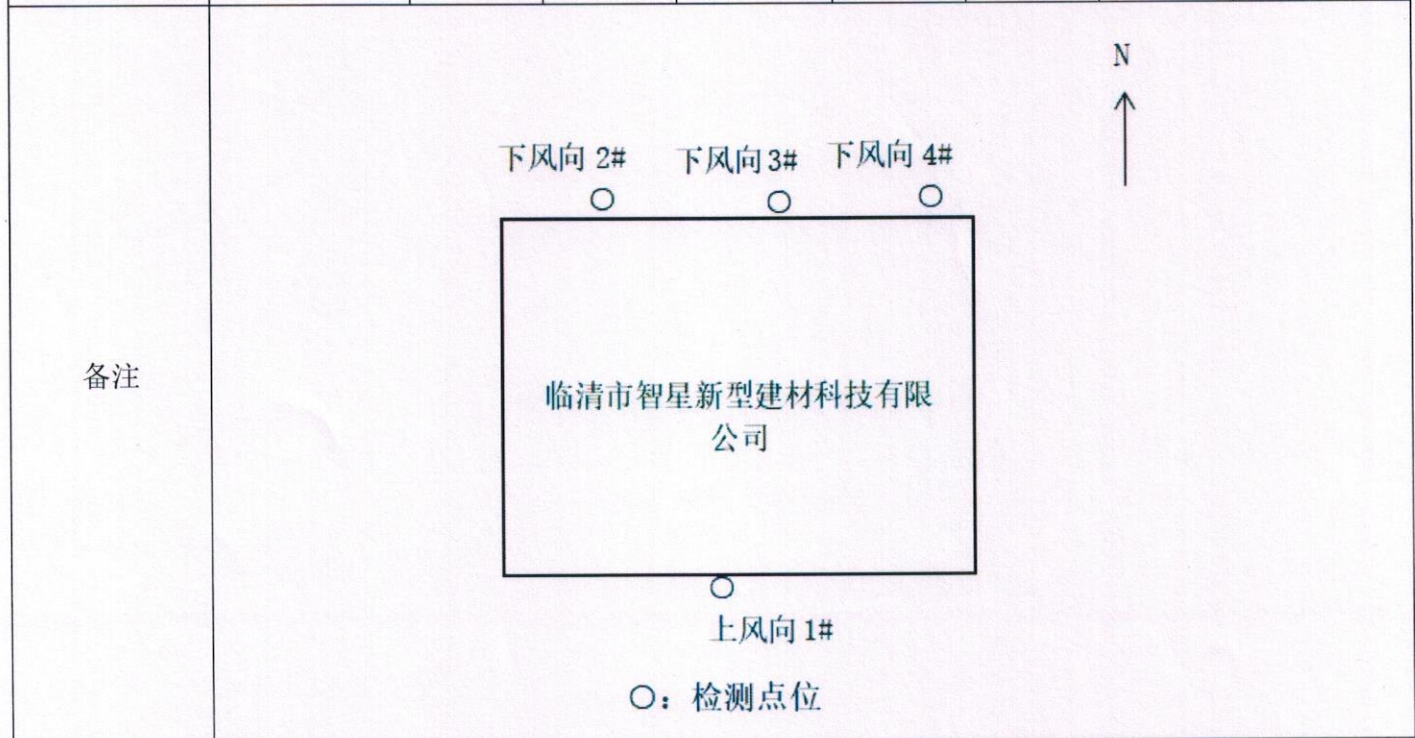 N
下风向 2# 下风向 3# 下风向 4#
备注
临清市智星新型建材科技有限
公司
上风向 1#
○：检测点位